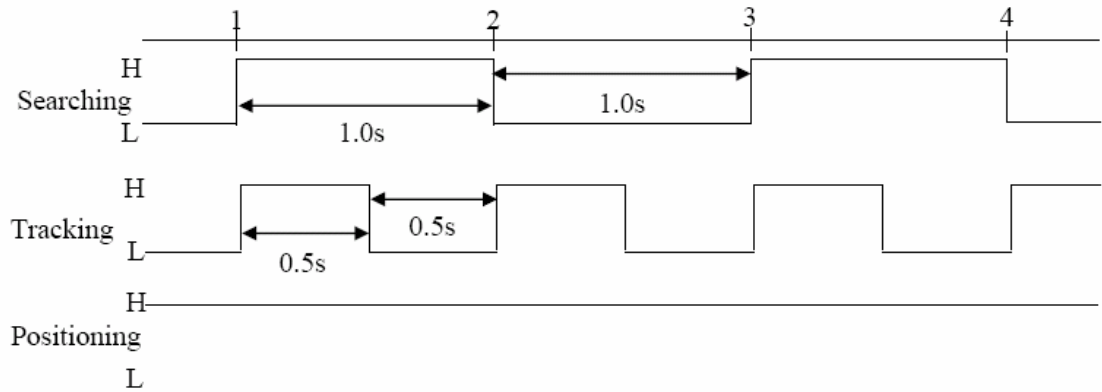 1 2 3 4
H
Searching
L
1.0s
1.0s
H
Tracking
L
0.5s
0.5s
H
Positioning
L